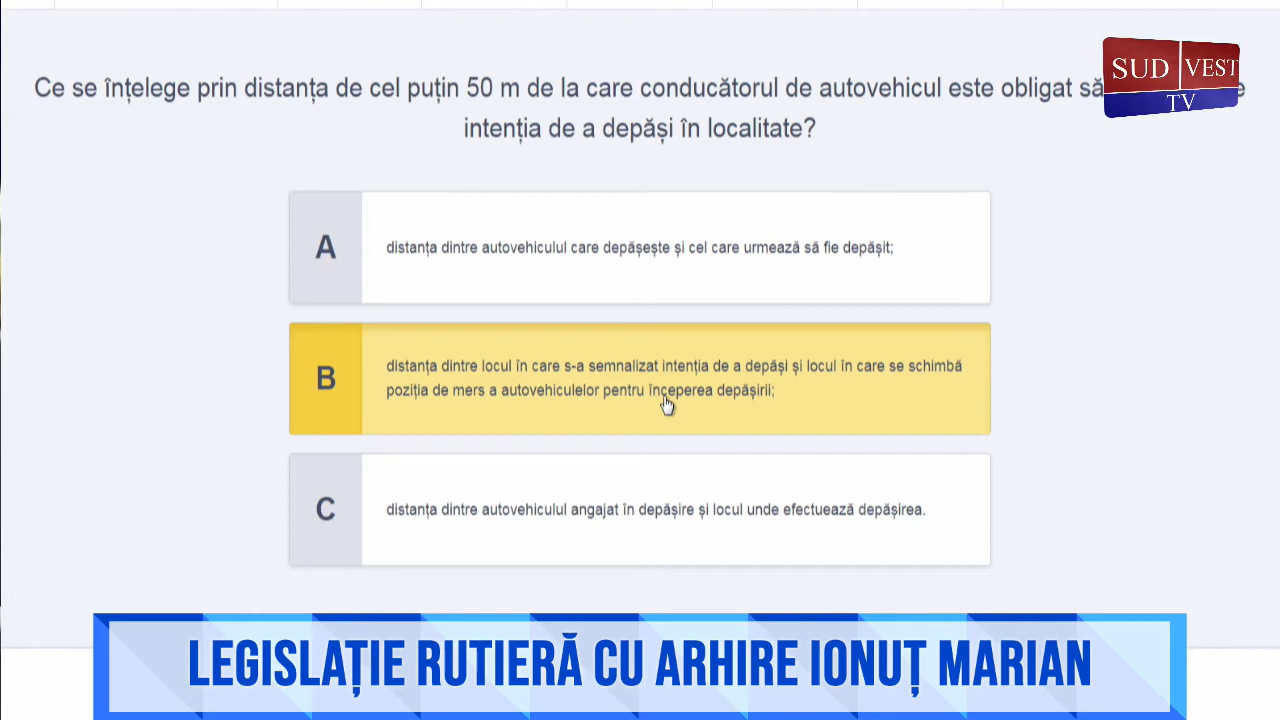 Ce se înțelege prin distanța de cel puțin 50 m de la care conducătorul de autovehicul este obligat să
SUD VEST
TV
intenția de a depăși în localitate?
A
distanța dintre autovehiculul care depășește și cel care urmează să fie depășit;
B
distanța dintre locul în care s-a semnalizat intenția de a depăși și locul în care se schimbă
poziția de mers a autovehiculelor pentru începerea depășirii;
C
distanța dintre autovehiculul angajat în depășire și locul unde efectuează depășirea.
LEGISLAȚIE RUTIERĂ CU ARHIRE IONUȚ MARIAN